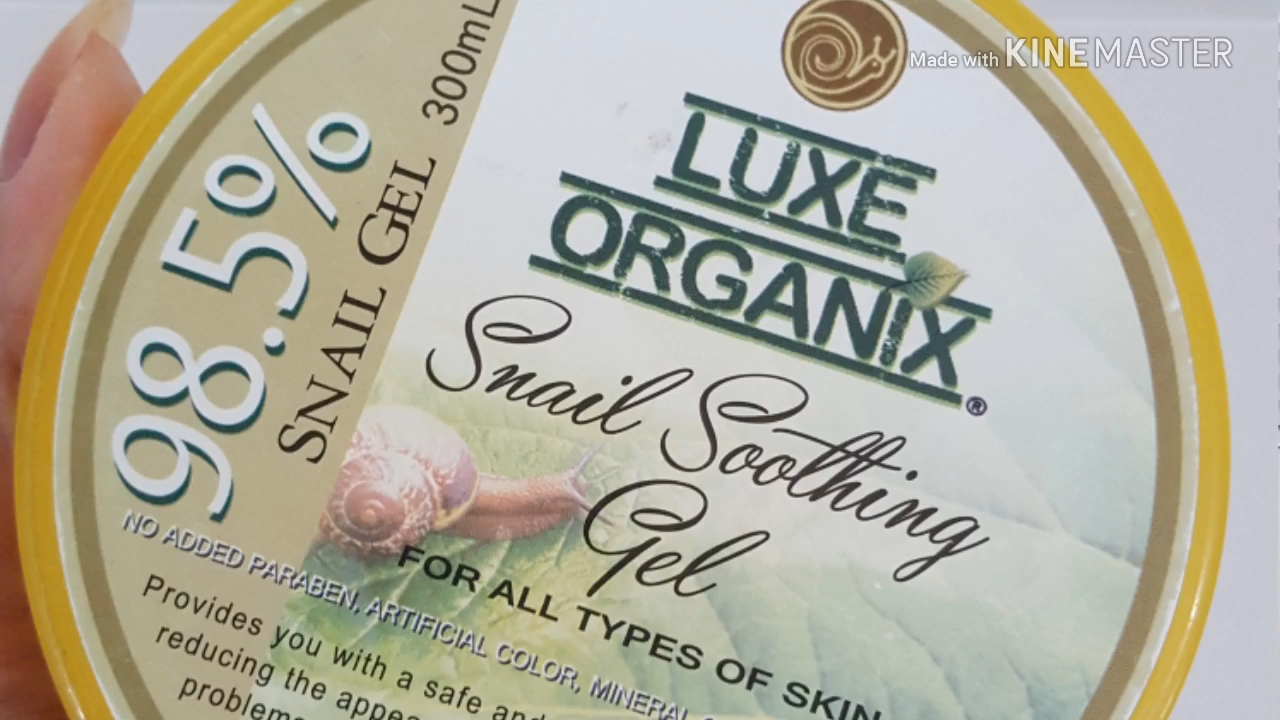 Made with KINEMASTER
LUXE
ORGANIX
®
Snail Soothing
Gel
FOR ALL TYPES OF SKIN
98.5%
SNAIL GEL 300mL
NO ADDED PARABEN, ARTIFICIAL COLOR, MINERAL
Provides you with a safe and
reducing the